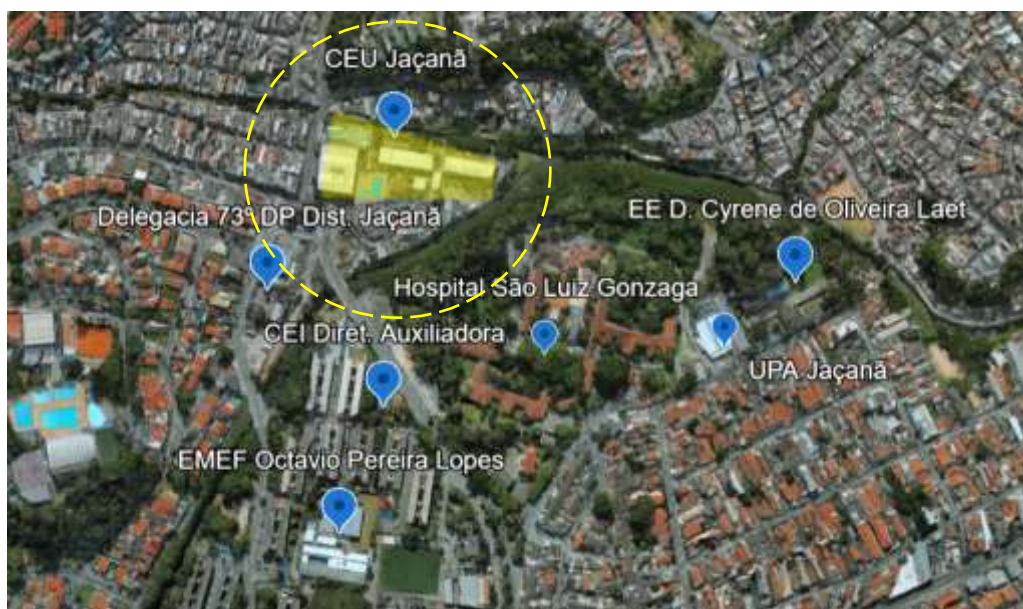 CEU Jaçanã
Delegacia 73º DP Dist. Jaçanã
EE D. Cyrene de Oliveira Laet
Hospital São Luiz Gonzaga
CEI Diret. Auxiliadora
UPA Jaçanã
EMEF Octavio Pereira Lopes